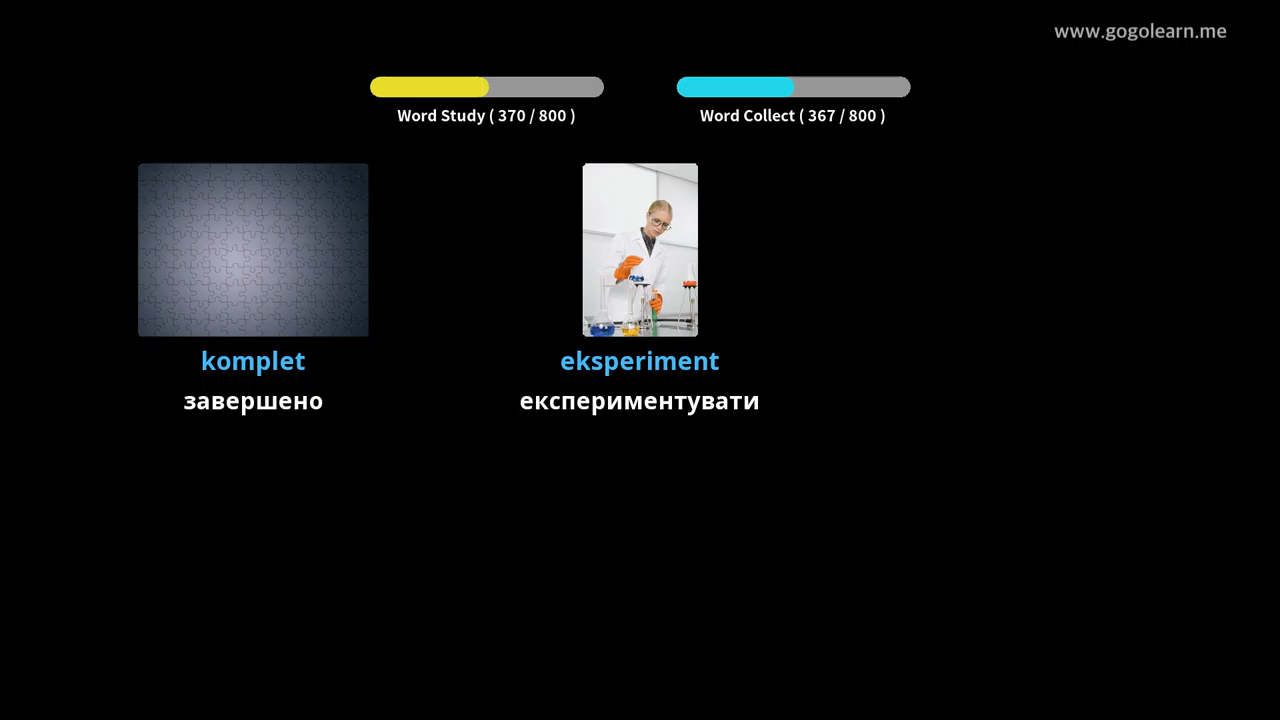 www.gogolearn.me
Word Study ( 370 / 800 )
Word Collect ( 367 / 800 )
komplet
завершено
eksperiment
експериментувати